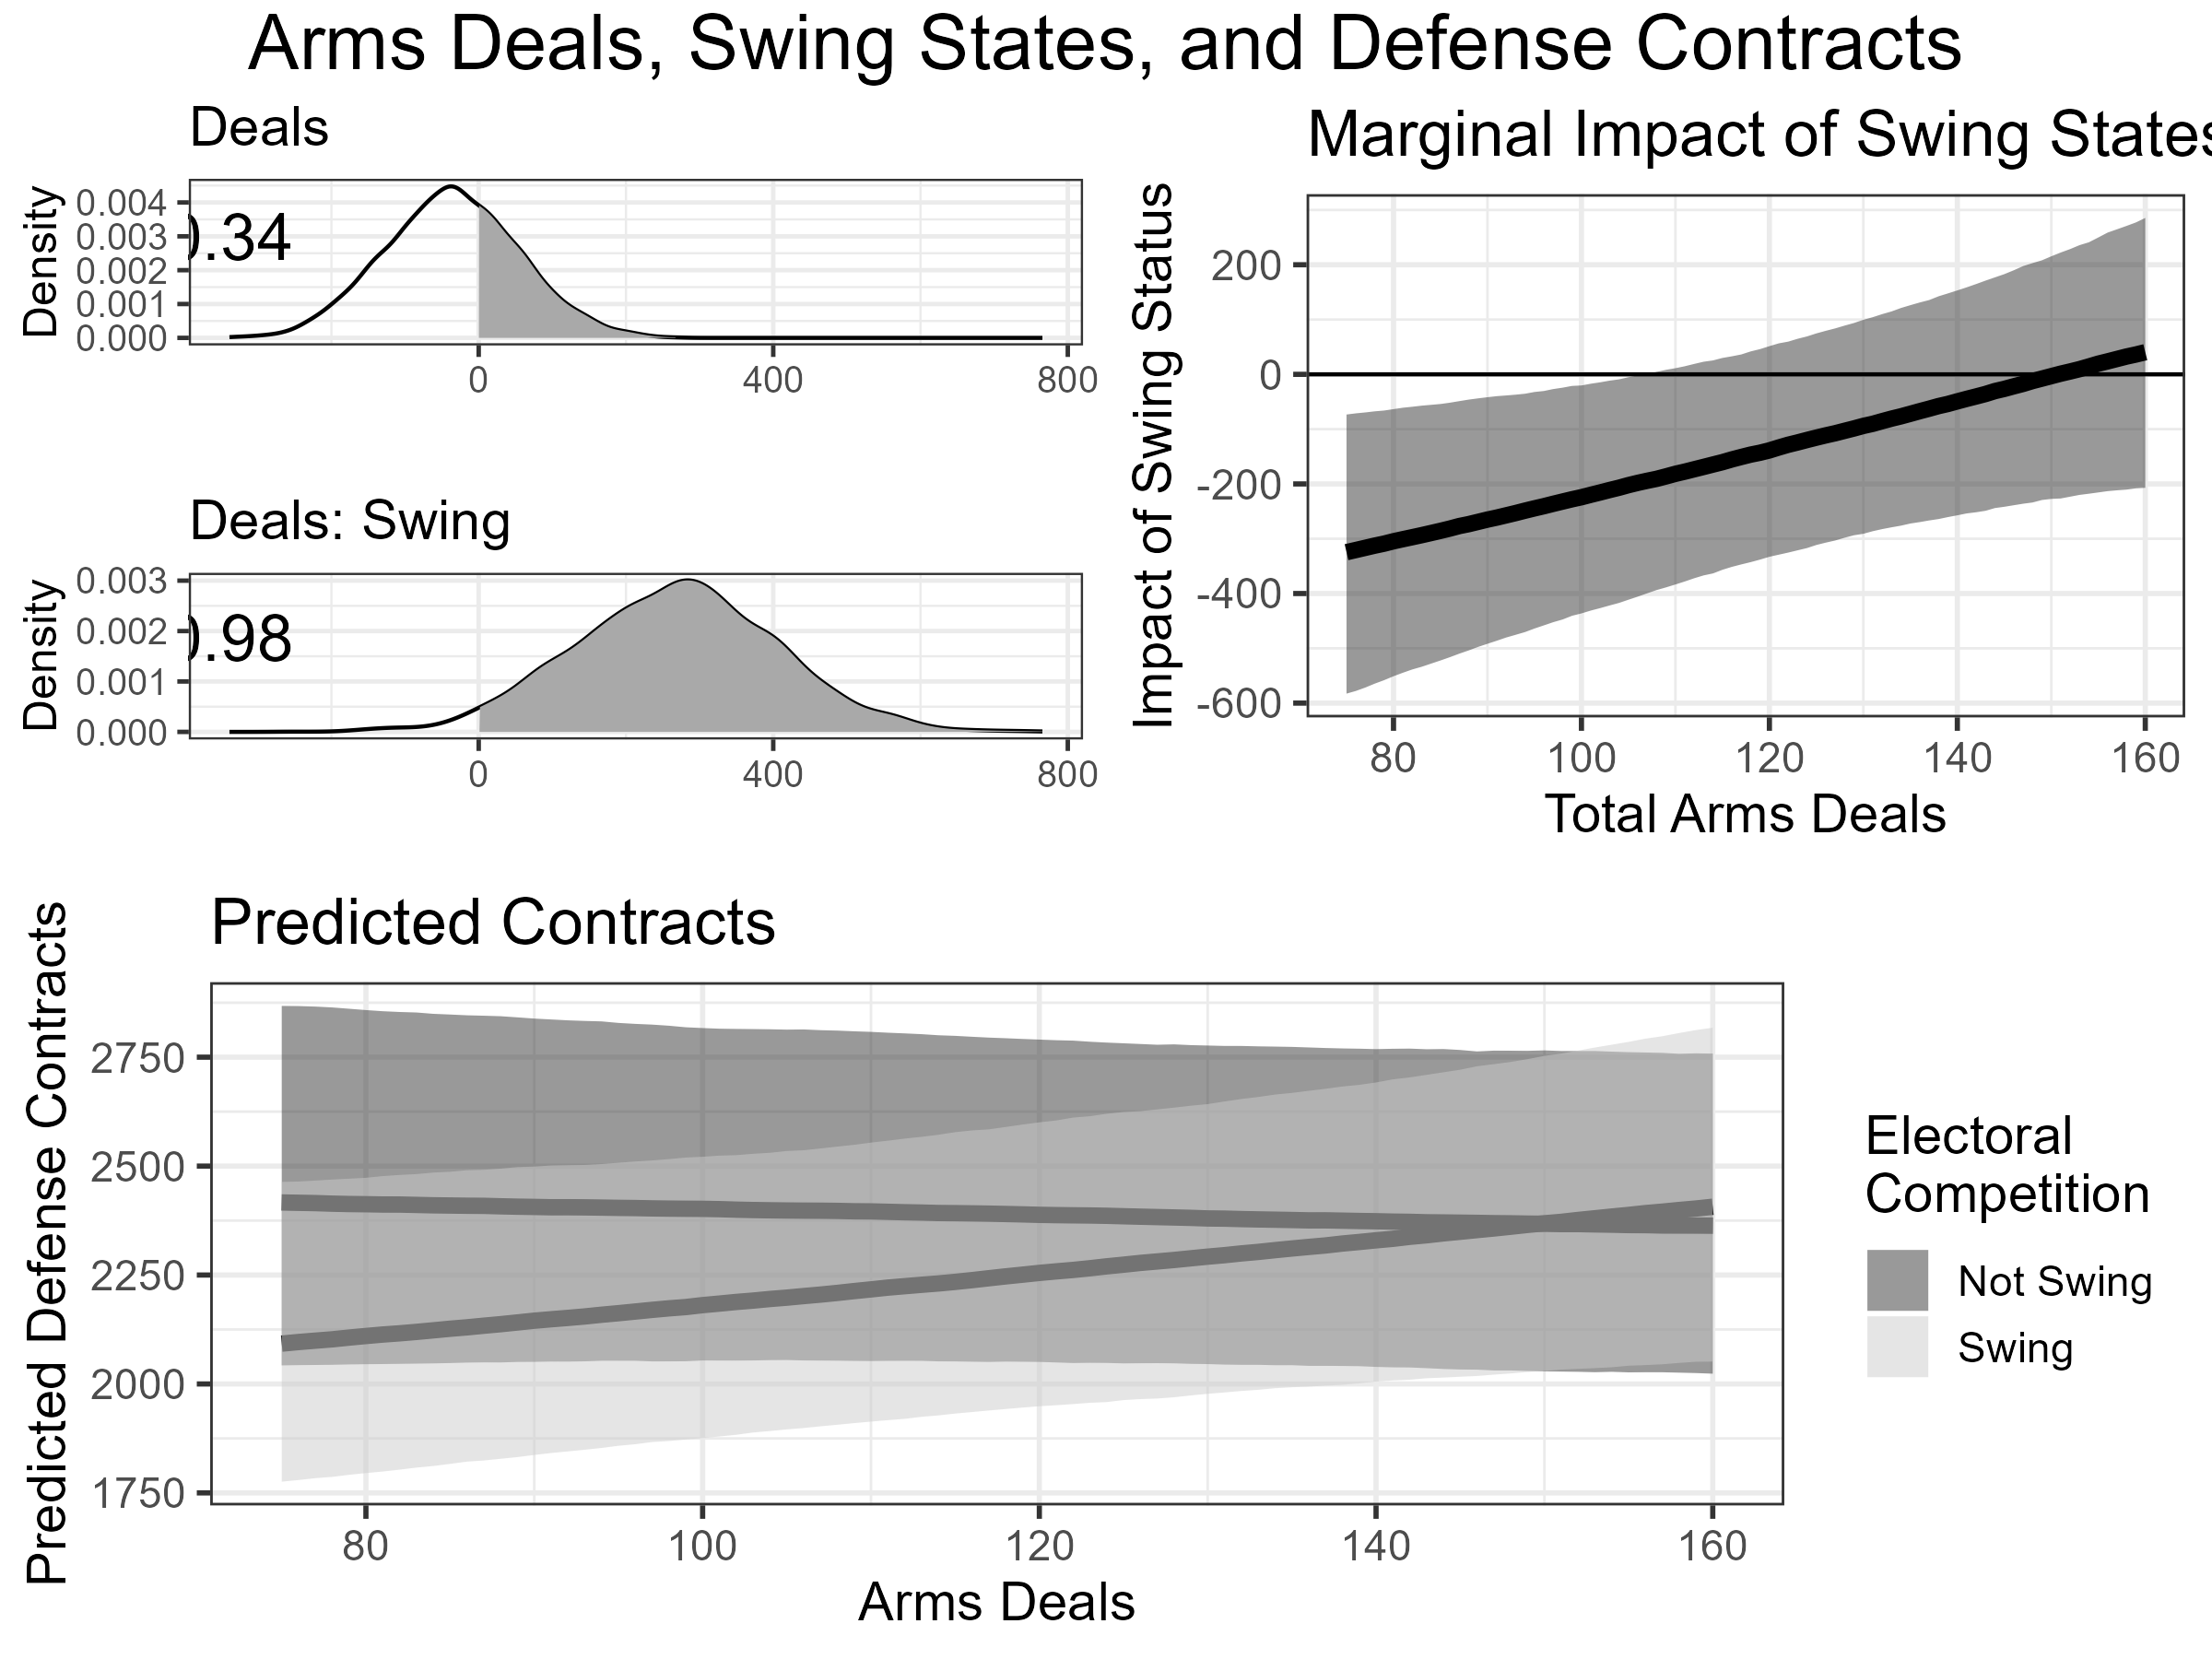 Arms Deals, Swing States, and Defense Contracts
Deals
Density
0.004
0.003
0.002
0.001
0.000
0.34
0 400 800
Deals: Swing
Density
0.003
0.002
0.001
0.000
0.98
0 400 800
Marginal Impact of Swing States
Impact of Swing Status
200
0
-200
-400
-600
80 100 120 140 160
Total Arms Deals
Predicted Contracts
Predicted Defense Contracts
2750
2500
2250
2000
1750
80 100 120 140 160
Arms Deals
Electoral
Competition
Not Swing
Swing